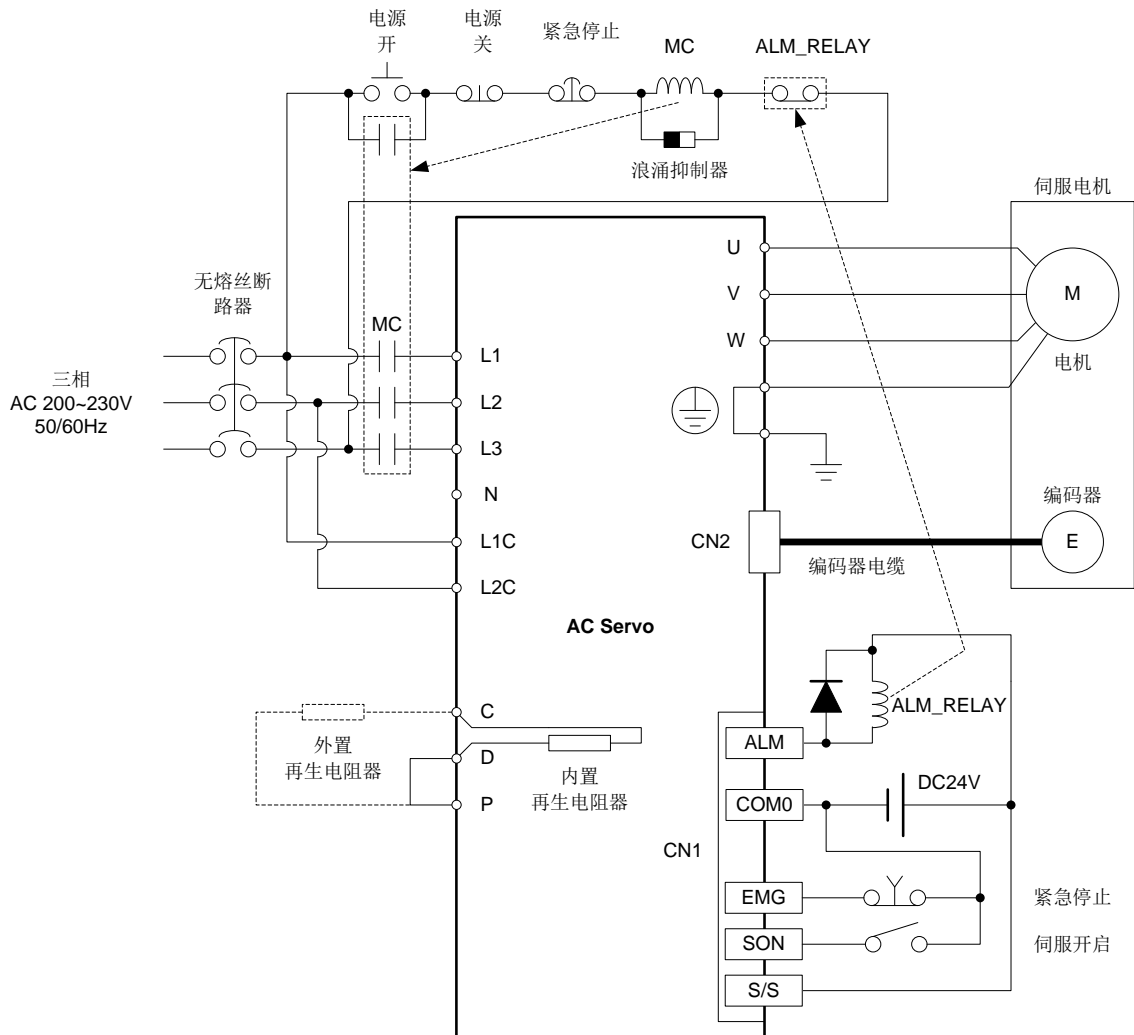 电源
开
电源
关
紧急停止
MC
ALM_RELAY
浪涌抑制器
伺服电机
U
V
W
M
电机
无熔丝断
路器
MC
三相
AC 200~230V
50/60Hz
L1
L2
L3
N
L1C
L2C
CN2
编码器电缆
编码器
E
AC Servo
外置
再生电阻器
C
D
P
内置
再生电阻器
ALM_RELAY
ALM
DC24V
COM0
CN1
EMG
紧急停止
SON
伺服开启
S/S